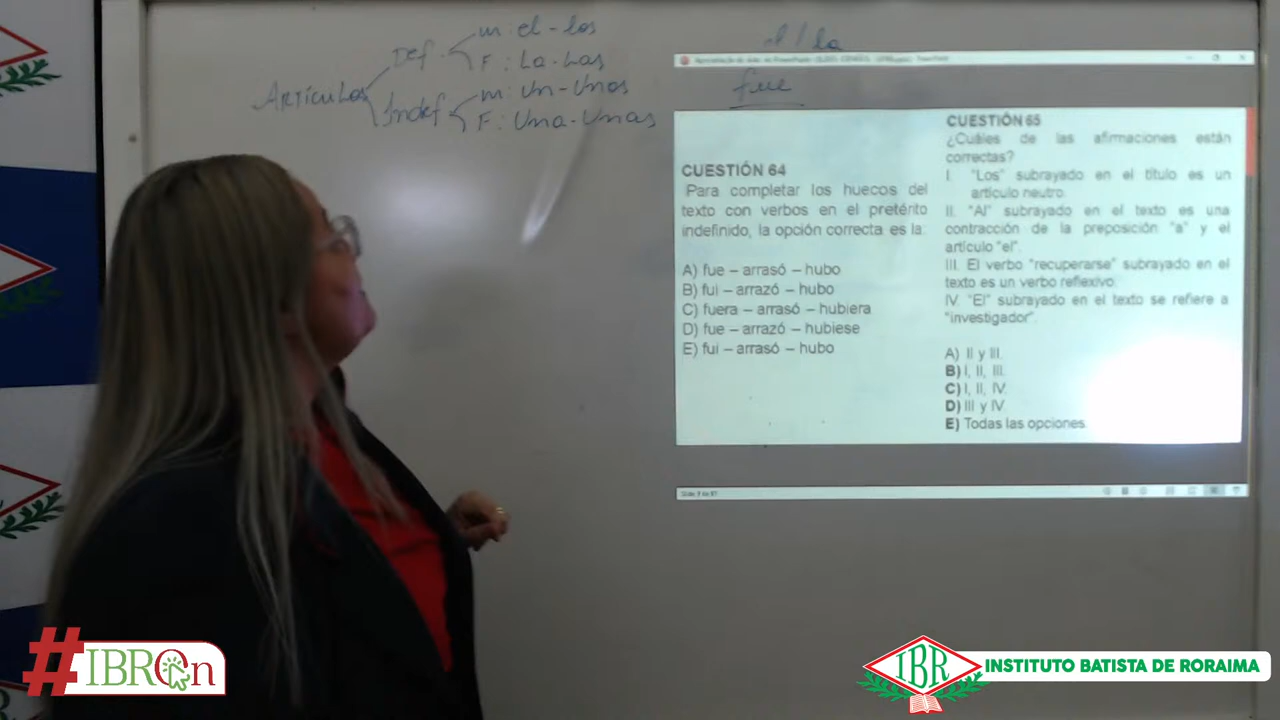 ARTÍCULOS
Def
m: el - los
F: La - Las
Indef
m: un - unos
F: Una - Unas
el / la
fue
CUESTIÓN 64
Para completar los huecos del
texto con verbos en el pretérito
indefinido, la opción correcta es la:
A) fue – arrasó – hubo
B) fui – arrazó – hubo
C) fuera – arrasó – hubiera
D) fue – arrazó – hubiese
E) fui – arrasó – hubo
CUESTIÓN 65
¿Cuáles de las afirmaciones están
correctas?
I. "Los" subrayado en el título es un
artículo neutro.
II. "Al" subrayado en el texto es una
contracción de la preposición "a" y el
artículo "el".
III. El verbo "recuperarse" subrayado en el
texto es un verbo reflexivo.
IV. "El" subrayado en el texto se refiere a
"investigador".
A) II y III.
B) I, II, III.
C) I, II, IV.
D) III y IV.
E) Todas las opciones
#IBROn
IBR
INSTITUTO BATISTA DE RORAIMA